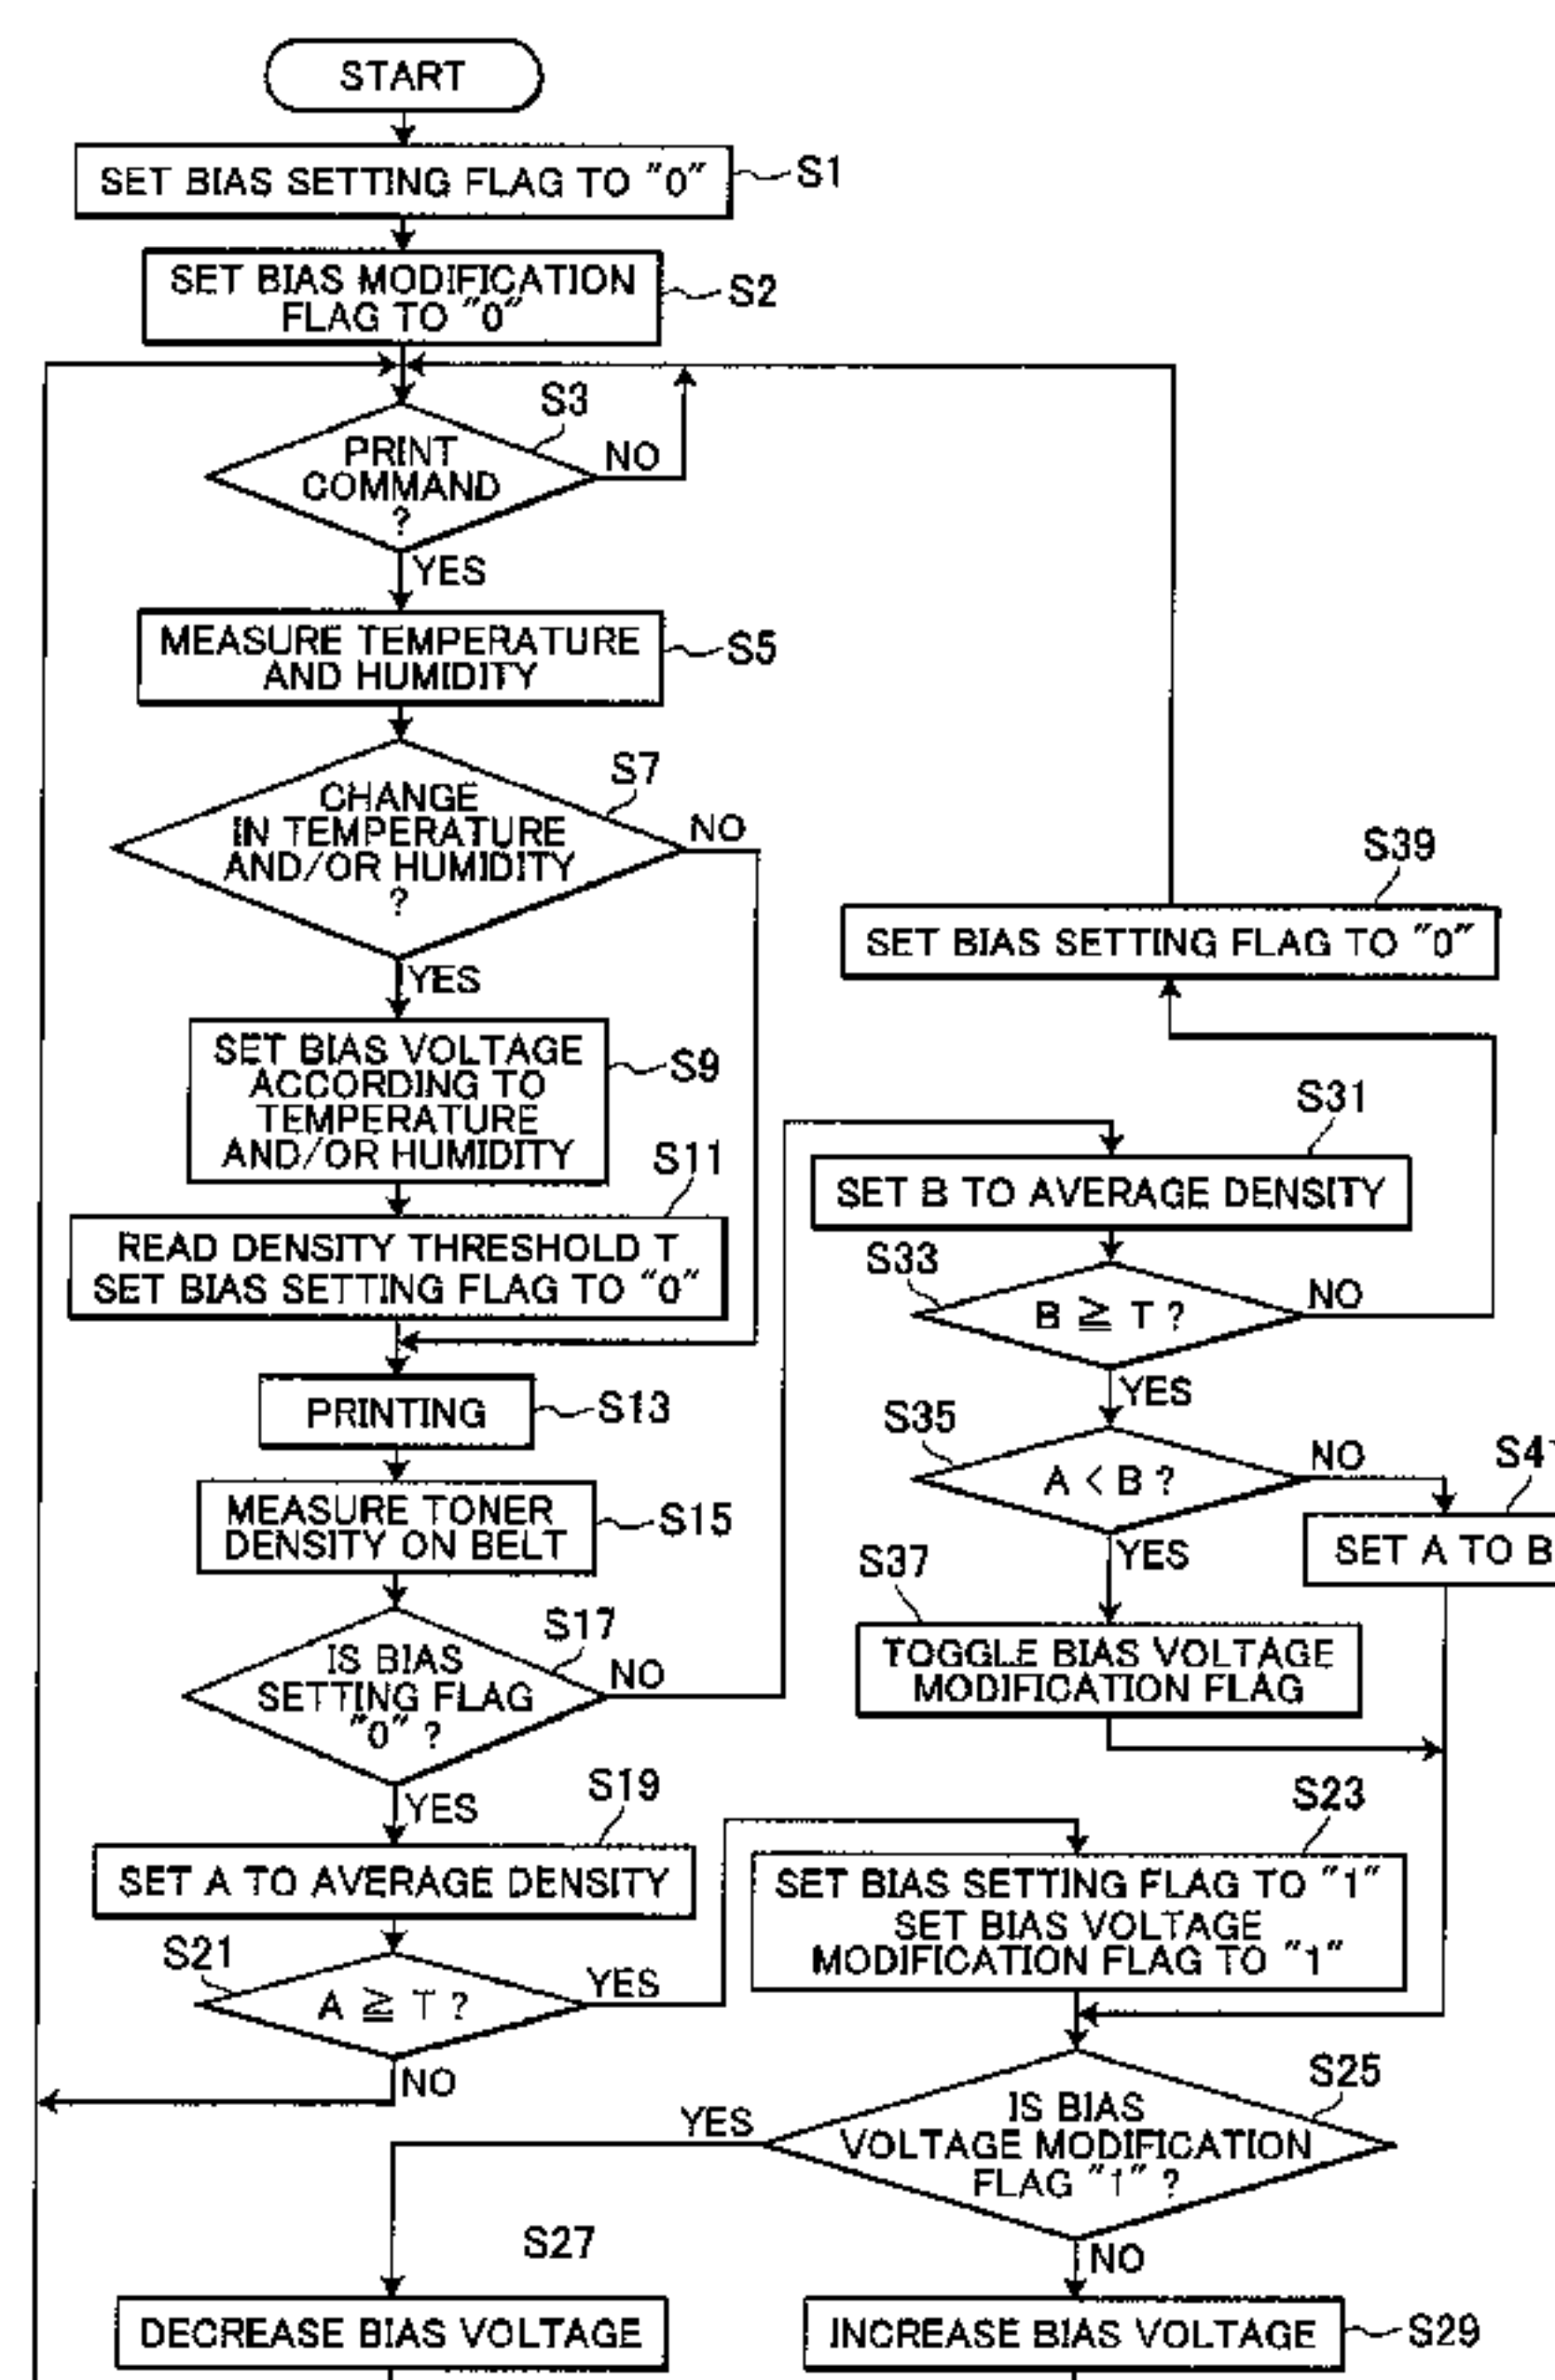 START
SET BIAS SETTING FLAG TO "0"
S1
SET BIAS MODIFICATION
FLAG TO "0"
S2
S3
PRINT
COMMAND
?
NO
YES
MEASURE TEMPERATURE
AND HUMIDITY
S5
S7
CHANGE
IN TEMPERATURE
AND/OR HUMIDITY
?
NO
YES
SET BIAS VOLTAGE
ACCORDING TO
TEMPERATURE
AND/OR HUMIDITY
S9
S11
READ DENSITY THRESHOLD T
SET BIAS SETTING FLAG TO "0"
PRINTING
S13
MEASURE TONER
DENSITY ON BELT
S15
S17
IS BIAS
SETTING FLAG
"0" ?
NO
YES
S19
SET A TO AVERAGE DENSITY
S21
A ≧ T ?
YES
NO
S39
SET BIAS SETTING FLAG TO "0"
S31
SET B TO AVERAGE DENSITY
S33
B ≧ T ?
NO
YES
S35
A < B ?
NO
YES
SET A TO B
S37
TOGGLE BIAS VOLTAGE
MODIFICATION FLAG
S23
SET BIAS SETTING FLAG TO "1"
SET BIAS VOLTAGE
MODIFICATION FLAG TO "1"
S25
IS BIAS
VOLTAGE MODIFICATION
FLAG "1" ?
YES
NO
S27
DECREASE BIAS VOLTAGE
INCREASE BIAS VOLTAGE
S29